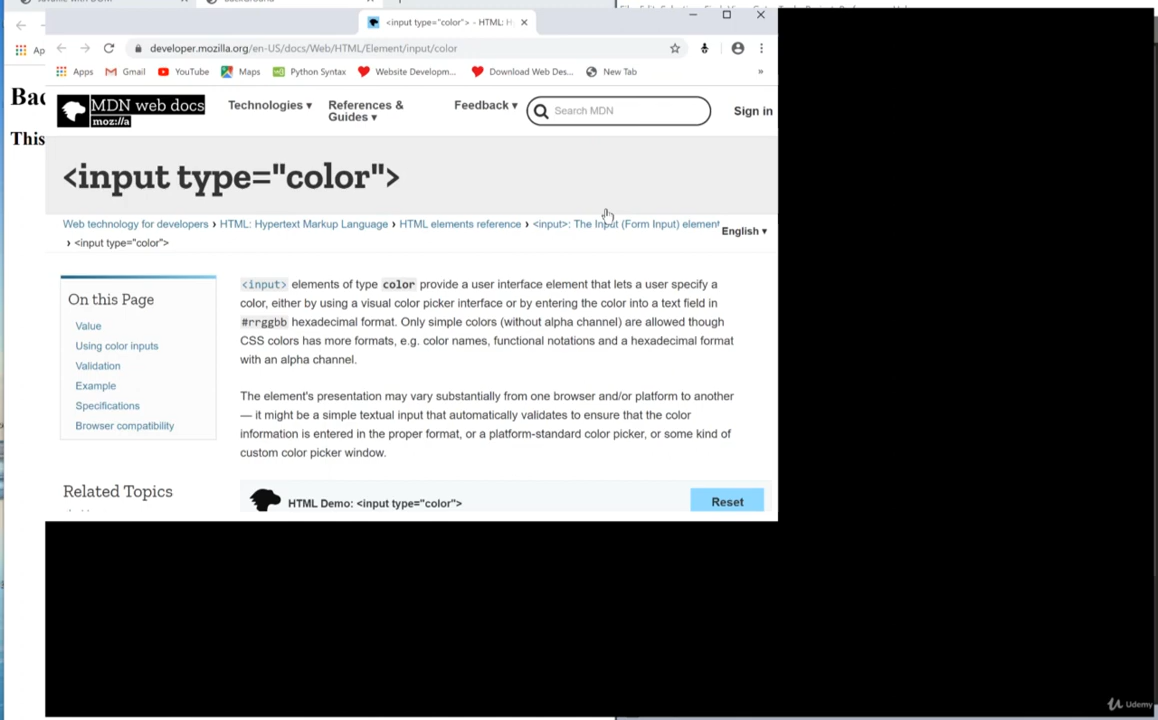 <input type="color"> - HTML: H
developer.mozilla.org/en-US/docs/Web/HTML/Element/input/color
Ap
Apps Gmail YouTube Maps Python Syntax Website Developm... Download Web Des... New Tab »
Bac
This
MDN web docs
moz://a
Technologies ▾ References & Guides ▾ Feedback ▾ Search MDN Sign in
<input type="color">
Web technology for developers › HTML: Hypertext Markup Language › HTML elements reference › <input>: The Input (Form Input) element
› <input type="color">
English ▾
On this Page
Value
Using color inputs
Validation
Example
Specifications
Browser compatibility
Related Topics
<input> elements of type color provide a user interface element that lets a user specify a
color, either by using a visual color picker interface or by entering the color into a text field in
#rrggbb hexadecimal format. Only simple colors (without alpha channel) are allowed though
CSS colors has more formats, e.g. color names, functional notations and a hexadecimal format
with an alpha channel.
The element's presentation may vary substantially from one browser and/or platform to another
— it might be a simple textual input that automatically validates to ensure that the color
information is entered in the proper format, or a platform-standard color picker, or some kind of
custom color picker window.
HTML Demo: <input type="color">
Reset
Udemy